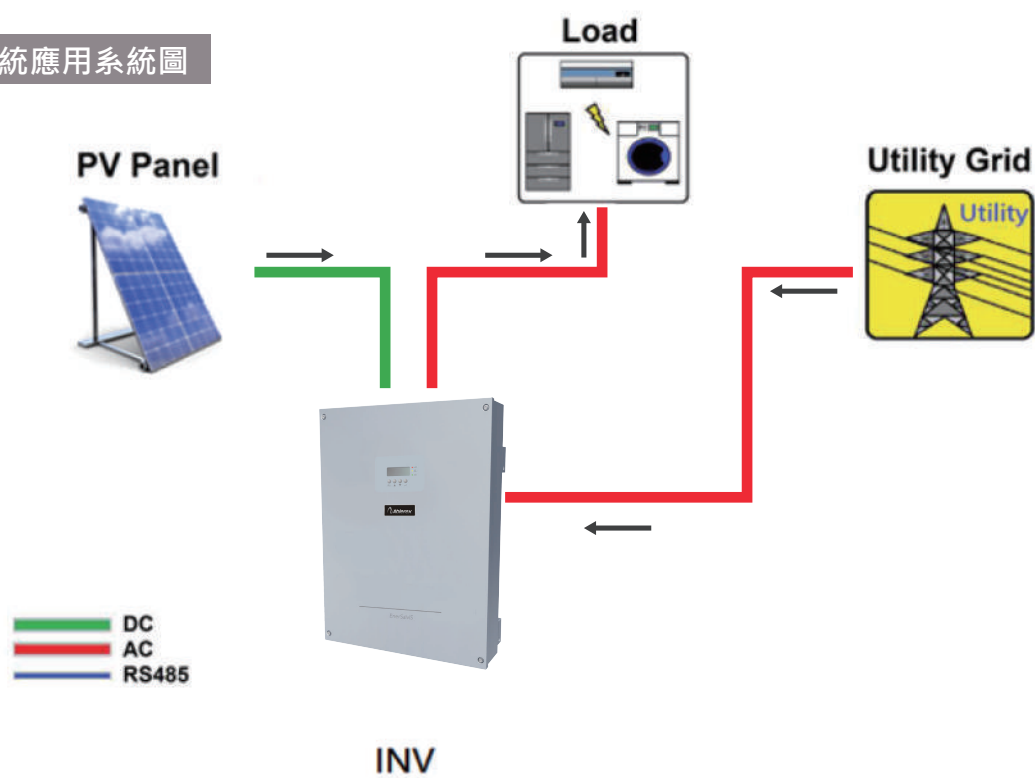 統應用系統圖
Load
PV Panel
Utility Grid
Utility
DC
AC
RS485
INV